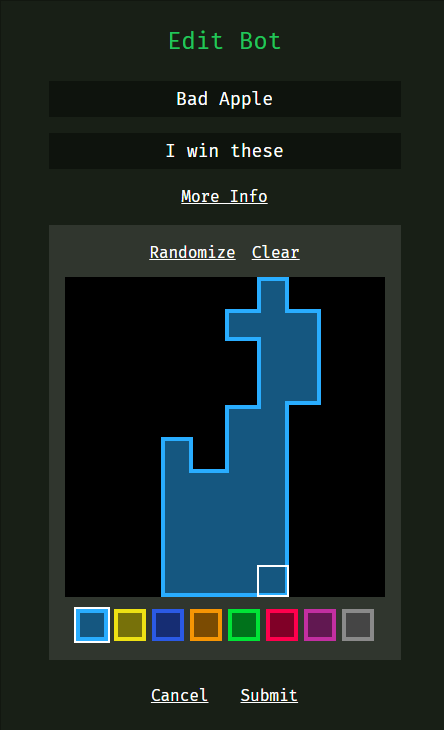 Edit Bot
Bad Apple
I win these
More Info
Randomize Clear
Cancel Submit